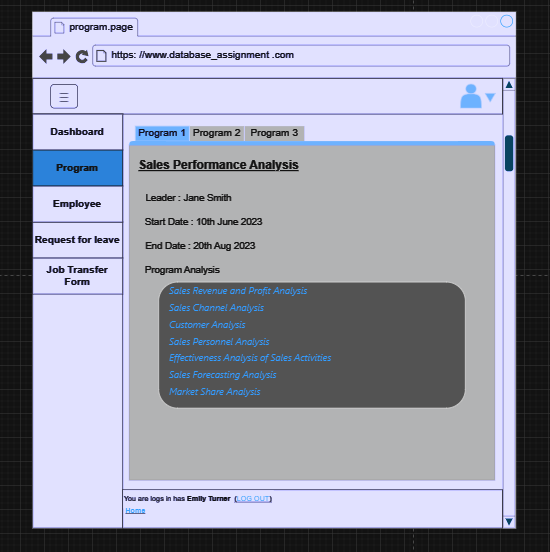 program.page
https: //www.database_assignment .com
Dashboard
Program
Employee
Request for leave
Job Transfer
Form
Program 1 Program 2 Program 3
Sales Performance Analysis
Leader : Jane Smith
Start Date : 10th June 2023
End Date : 20th Aug 2023
Program Analysis
Sales Revenue and Profit Analysis
Sales Channel Analysis
Customer Analysis
Sales Personnel Analysis
Effectiveness Analysis of Sales Activities
Sales Forecasting Analysis
Market Share Analysis
You are logs in has Emily Turner (LOG OUT)
Home